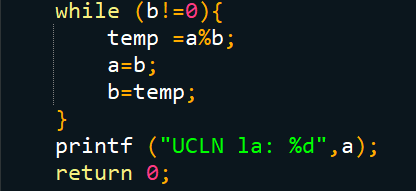 while (b!=0){
temp =a%b;
a=b;
b=temp;
}
printf ("UCLN la: %d",a);
return 0;